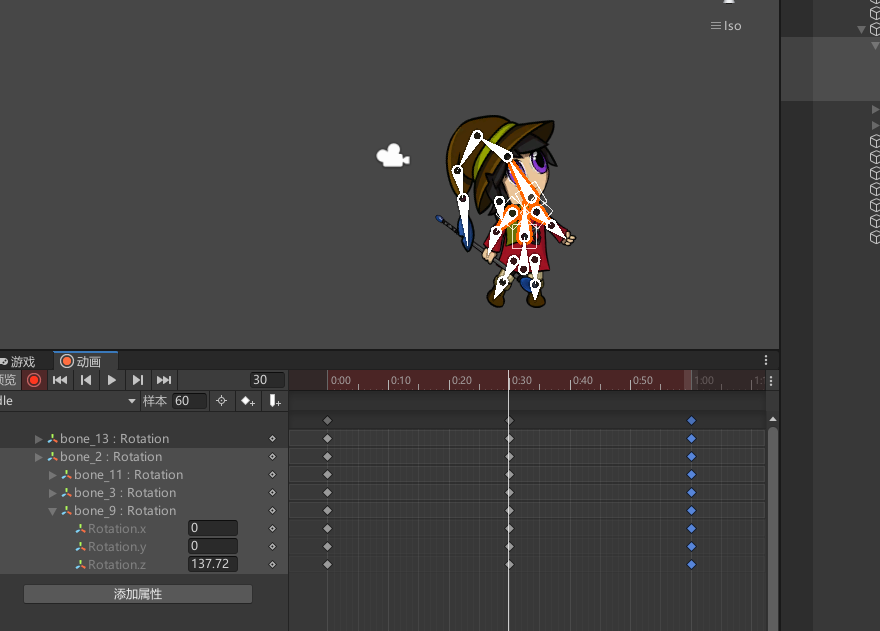 Iso
游戏
动画
预览 30 0:00 0:10 0:20 0:30 0:40 0:50 1:00
dle 样本 60
bone_13 : Rotation
bone_2 : Rotation
bone_11 : Rotation
bone_3 : Rotation
bone_9 : Rotation
Rotation.x 0
Rotation.y 0
Rotation.z 137.72
添加属性